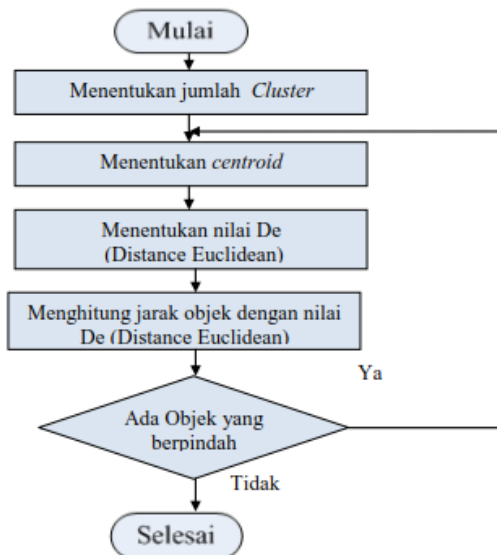 Mulai
Menentukan jumlah Cluster
Menentukan centroid
Menentukan nilai De
(Distance Euclidean)
Menghitung jarak objek dengan nilai
De (Distance Euclidean)
Ya
Ada Objek yang
berpindah
Tidak
Selesai